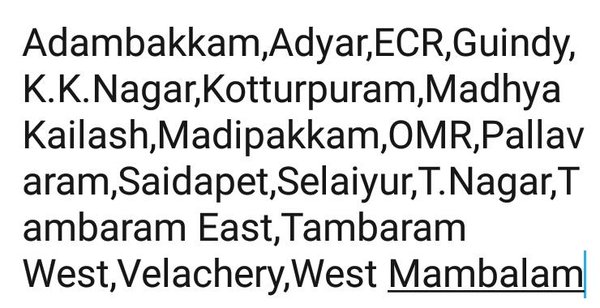 Adambakkam,Adyar,ECR,Guindy,
K.K.Nagar,Kotturpuram,Madhya
Kailash,Madipakkam,OMR,Pallav
aram,Saidapet,Selaiyur,T.Nagar,T
ambaram East,Tambaram
West,Velachery,West Mambalam